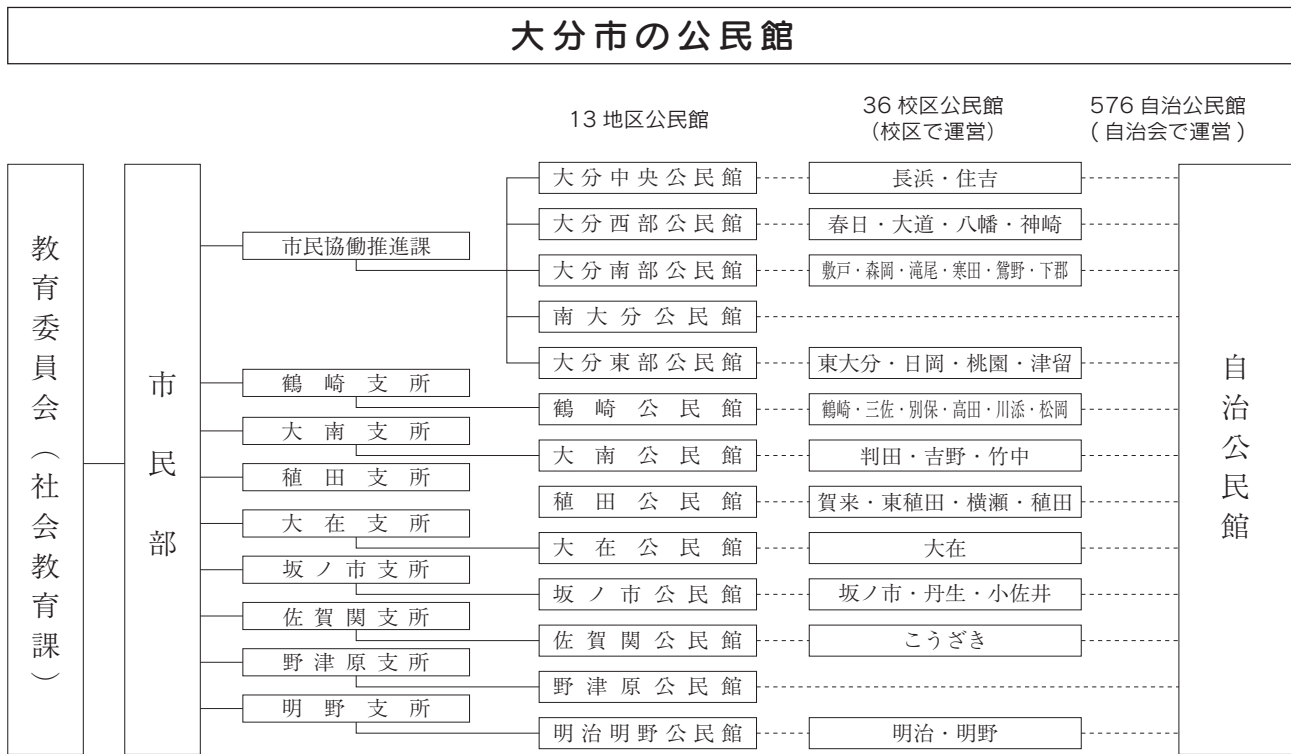 大分市の公民館
13 地区公民館
36 校区公民館
（校区で運営）
576 自治公民館
( 自治会で運営 )
教育委員会（社会教育課）
市民部
市民協働推進課
鶴崎支所
大南支所
稙田支所
大在支所
坂ノ市支所
佐賀関支所
野津原支所
明野支所
大分中央公民館
長浜・住吉
大分西部公民館
春日・大道・八幡・神崎
大分南部公民館
敷戸・森岡・滝尾・寒田・鴛野・下郡
南大分公民館
大分東部公民館
東大分・日岡・桃園・津留
鶴崎公民館
鶴崎・三佐・別保・高田・川添・松岡
大南公民館
判田・吉野・竹中
稙田公民館
賀来・東稙田・横瀬・稙田
大在公民館
大在
坂ノ市公民館
坂ノ市・丹生・小佐井
佐賀関公民館
こうざき
野津原公民館
明治明野公民館
明治・明野
自治公民館